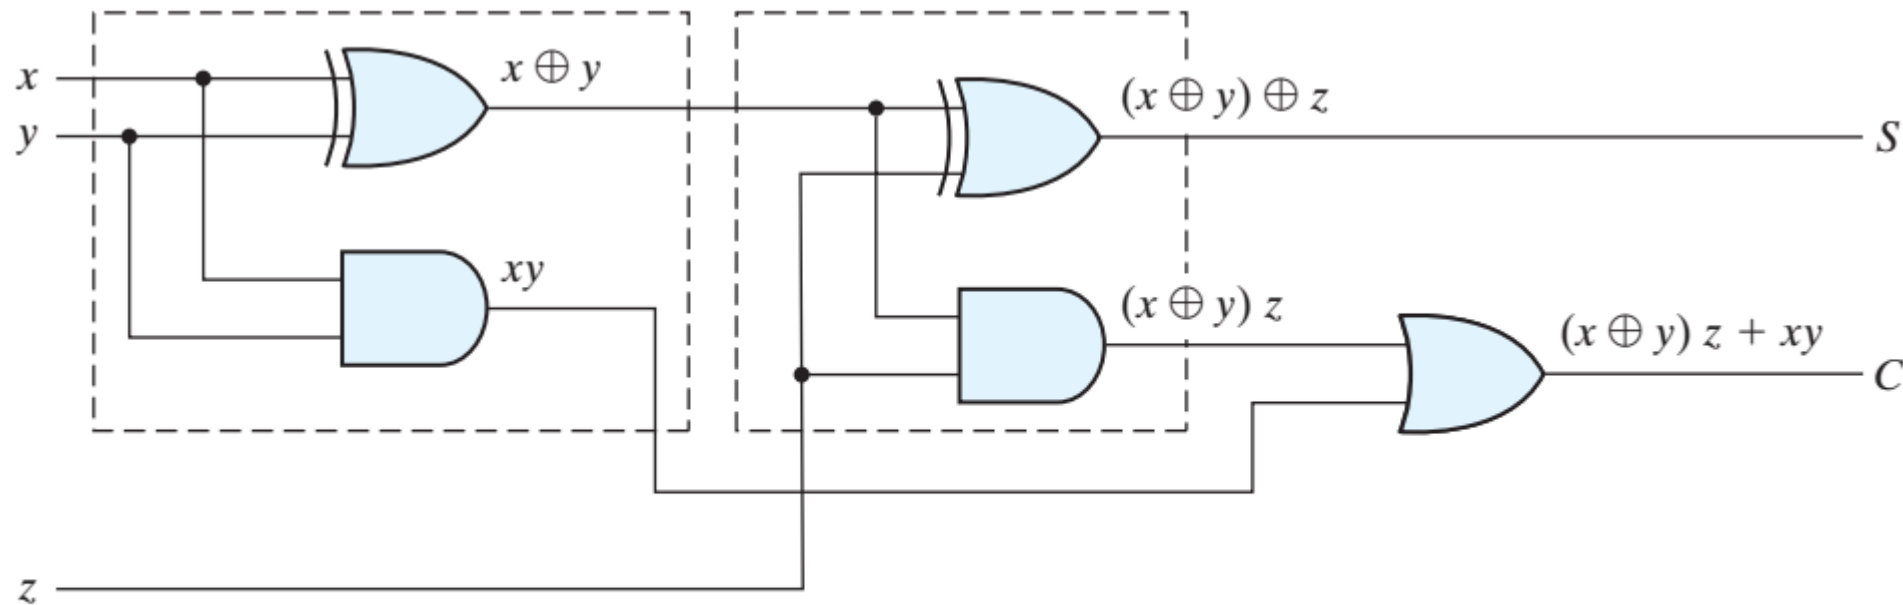 x
x ⊕ y
(x ⊕ y) ⊕ z
y
S
xy
(x ⊕ y) z
(x ⊕ y) z + xy
C
z